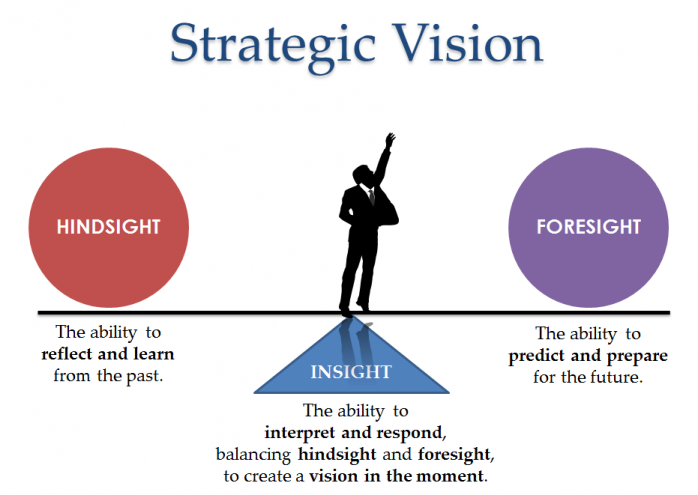 Strategic Vision
HINDSIGHT
FORESIGHT
The ability to
reflect and learn
from the past.
INSIGHT
The ability to
interpret and respond,
balancing hindsight and foresight,
to create a vision in the moment.
The ability to
predict and prepare
for the future.